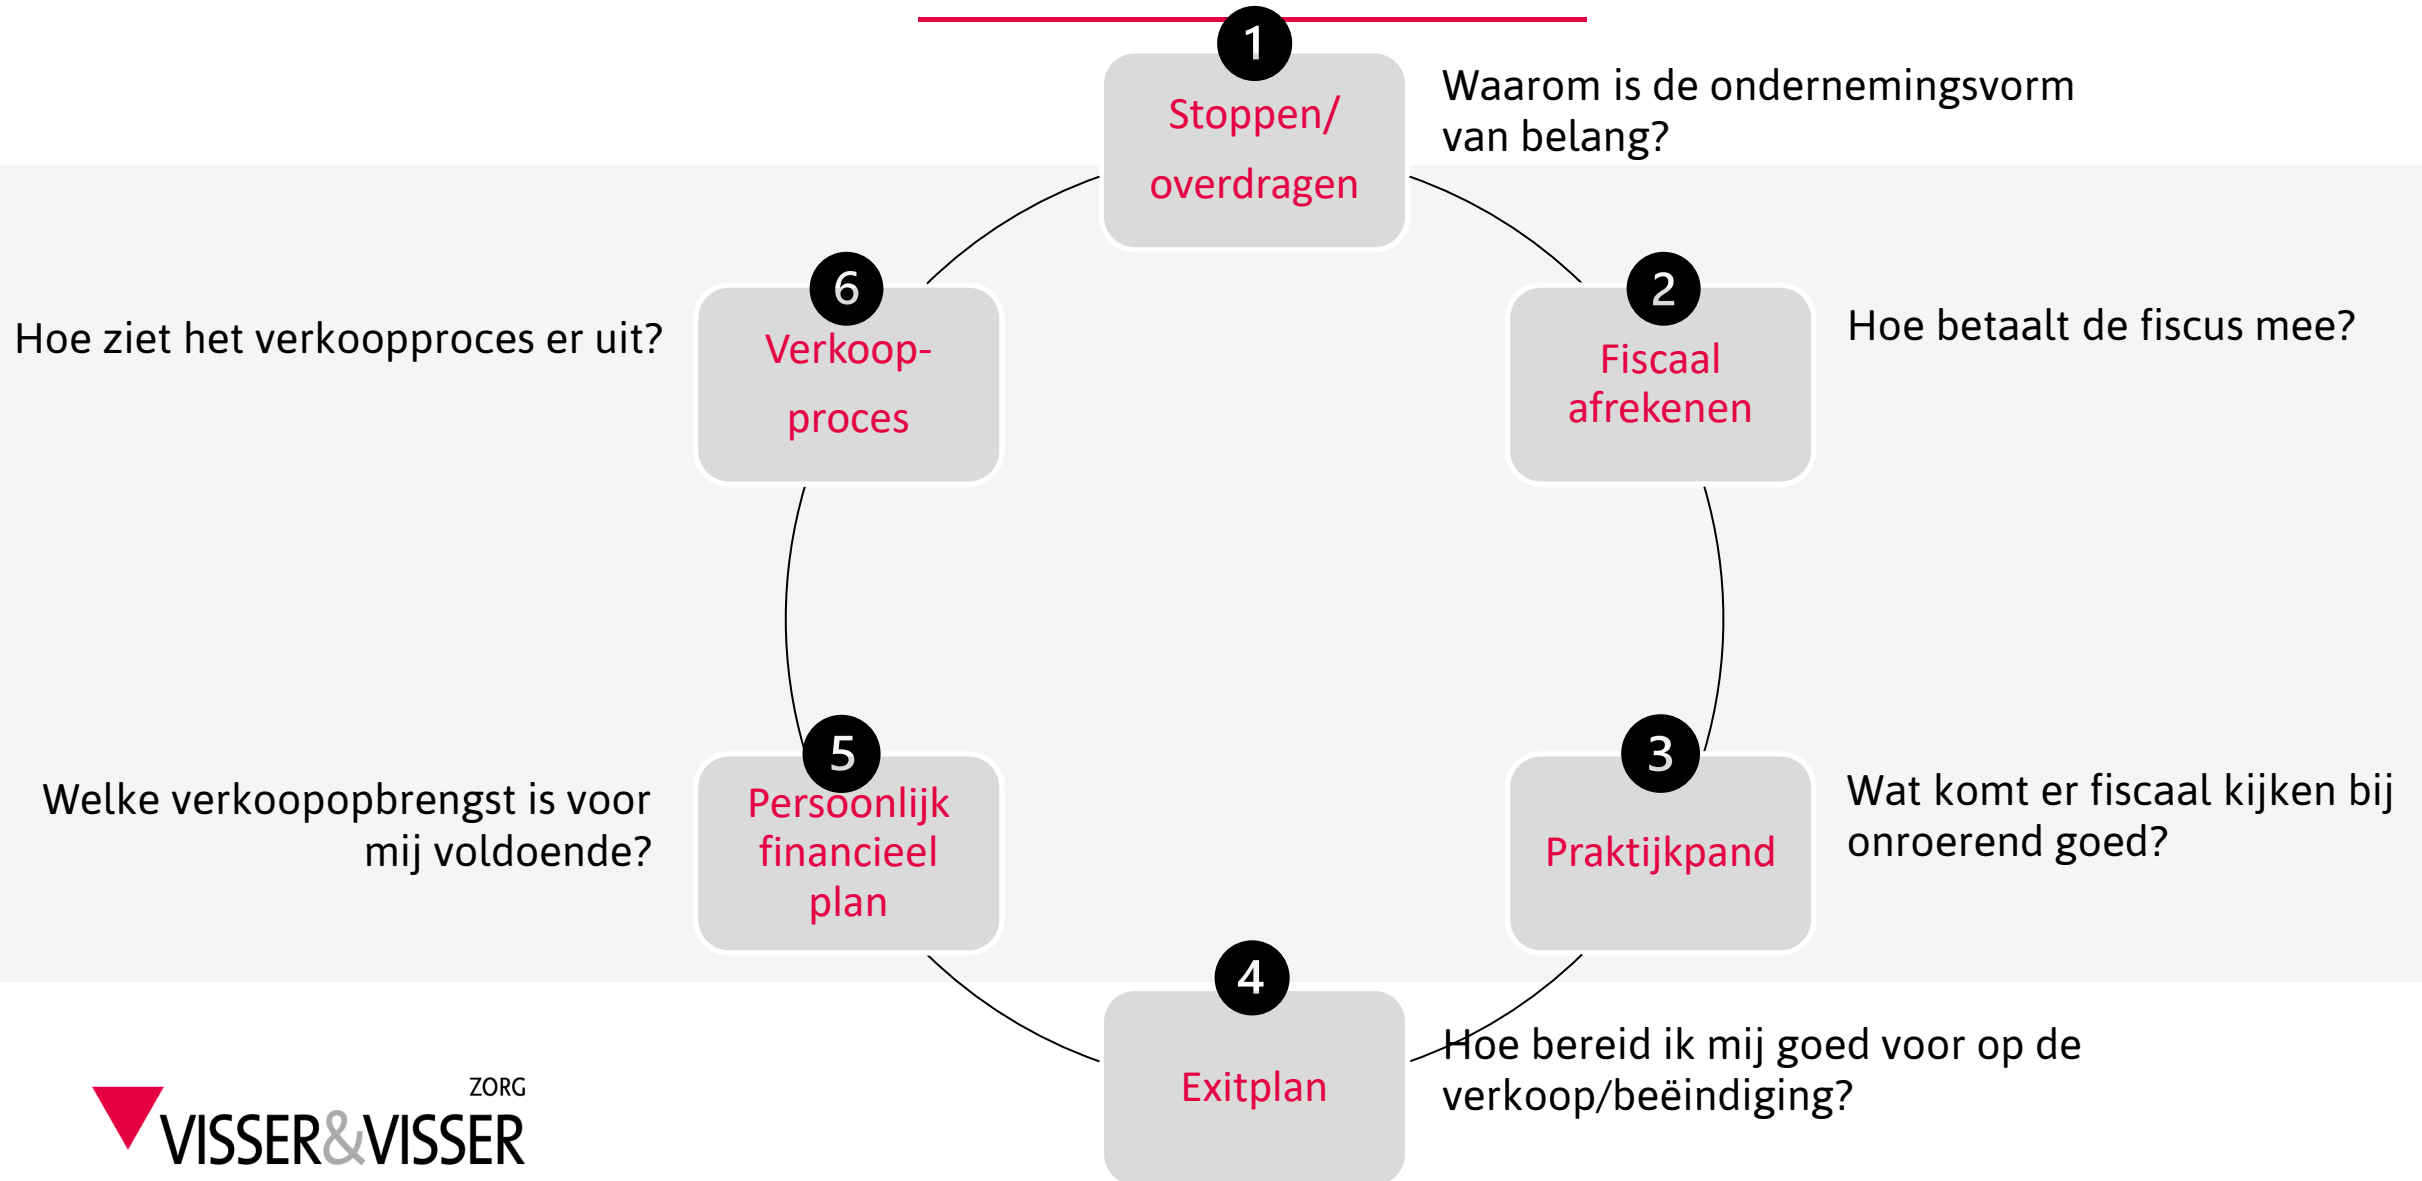 1
Stoppen/
overdragen
Waarom is de ondernemingsvorm
van belang?
2
Fiscaal
afrekenen
Hoe betaalt de fiscus mee?
3
Praktijkpand
Wat komt er fiscaal kijken bij
onroerend goed?
4
Exitplan
Hoe bereid ik mij goed voor op de
verkoop/beëindiging?
5
Persoonlijk
financieel
plan
Welke verkoopopbrengst is voor
mij voldoende?
6
Verkoop-
proces
Hoe ziet het verkoopproces er uit?
ZORG
VISSER&VISSER